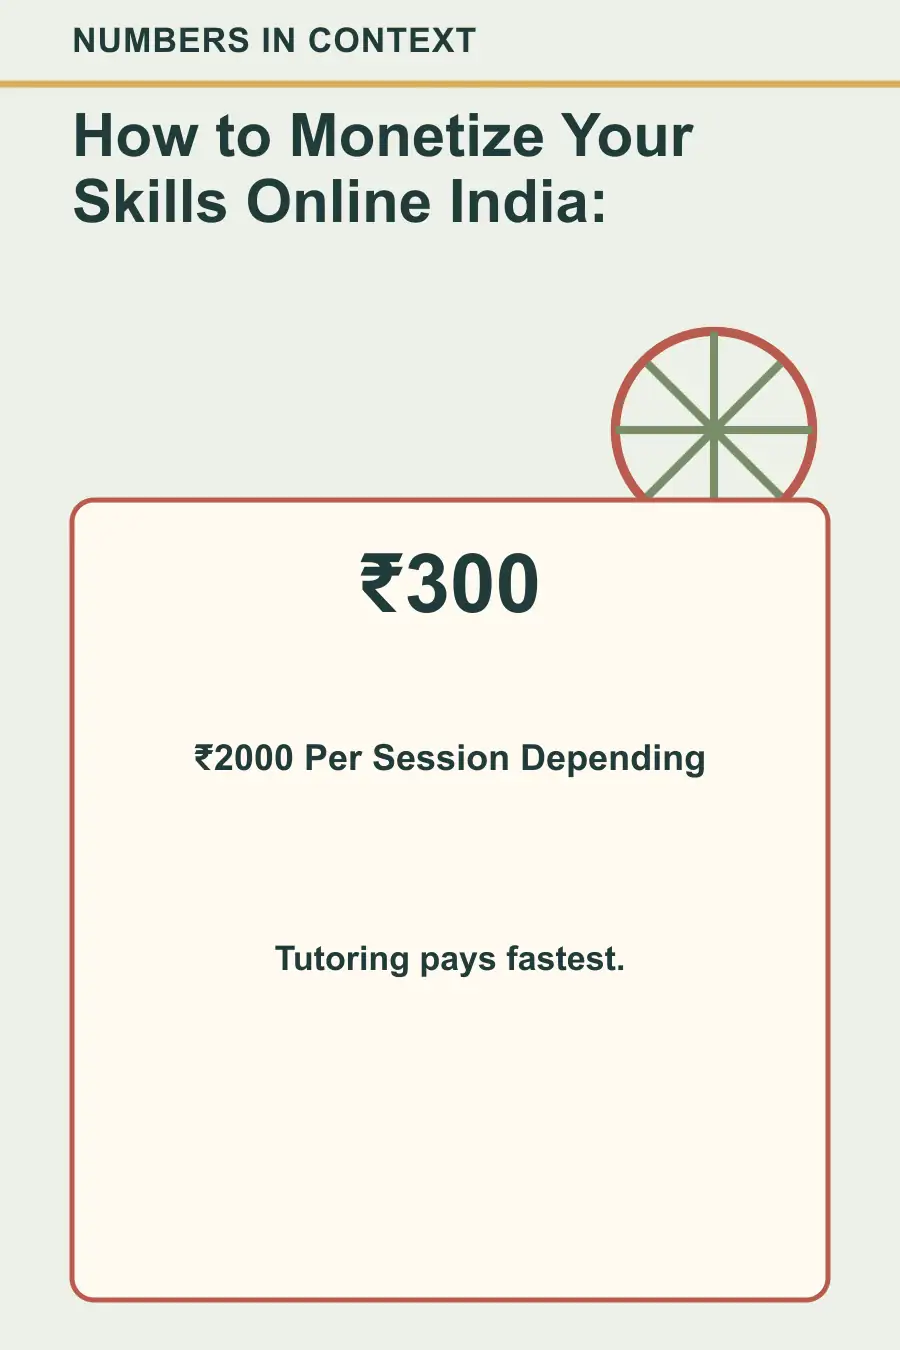 NUMBERS IN CONTEXT
How to Monetize Your
Skills Online India:
₹300
₹2000 Per Session Depending
Tutoring pays fastest.